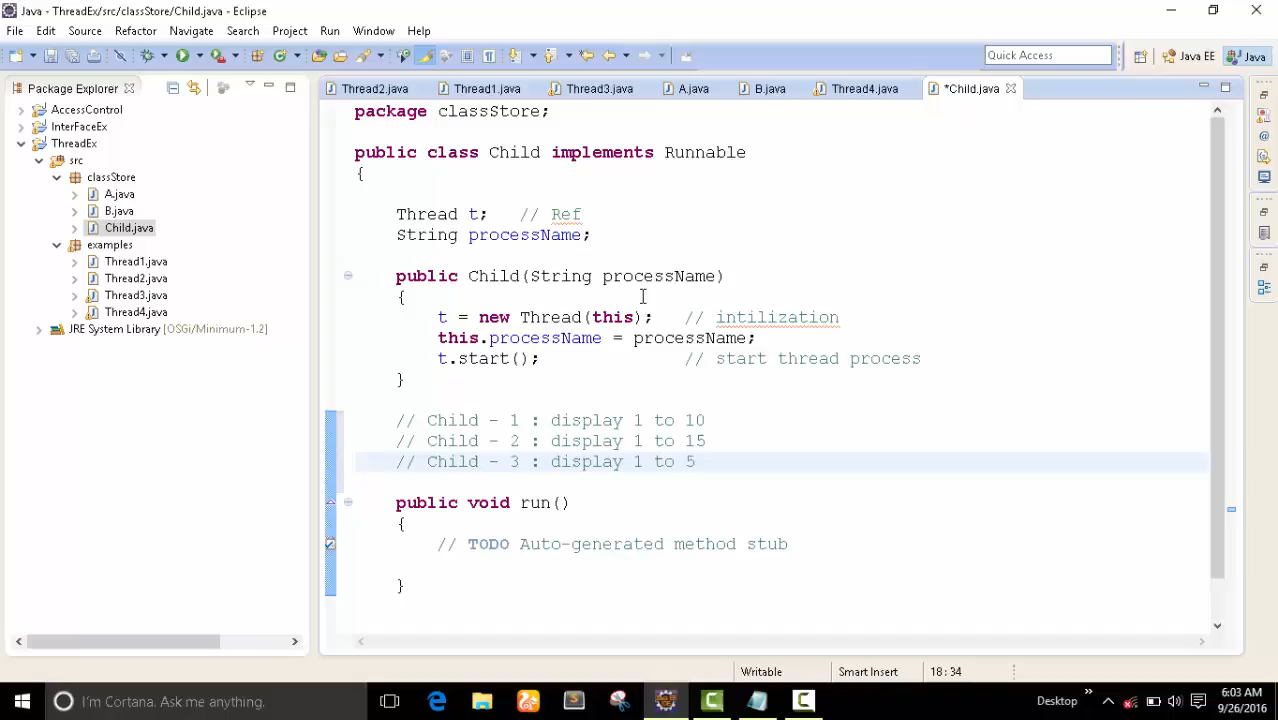 Java - ThreadEx/src/classStore/Child.java - Eclipse
File Edit Source Refactor Navigate Search Project Run Window Help
Quick Access
Java EE
Java
Package Explorer
Thread2.java
Thread1.java
Thread3.java
A.java
B.java
Thread4.java
*Child.java
AccessControl
InterFaceEx
ThreadEx
src
classStore
A.java
B.java
Child.java
examples
Thread1.java
Thread2.java
Thread3.java
Thread4.java
JRE System Library [OSGi/Minimum-1.2]
package classStore;
public class Child implements Runnable
{
Thread t; // Ref
String processName;
public Child(String processName)
{
t = new Thread(this); // intilization
this.processName = processName;
t.start(); // start thread process
}
// Child - 1 : display 1 to 10
// Child - 2 : display 1 to 15
// Child - 3 : display 1 to 5
public void run()
{
// TODO Auto-generated method stub
}
Writable
Smart Insert
18:34
I'm Cortana. Ask me anything.
Desktop
6:03 AM
9/26/2016